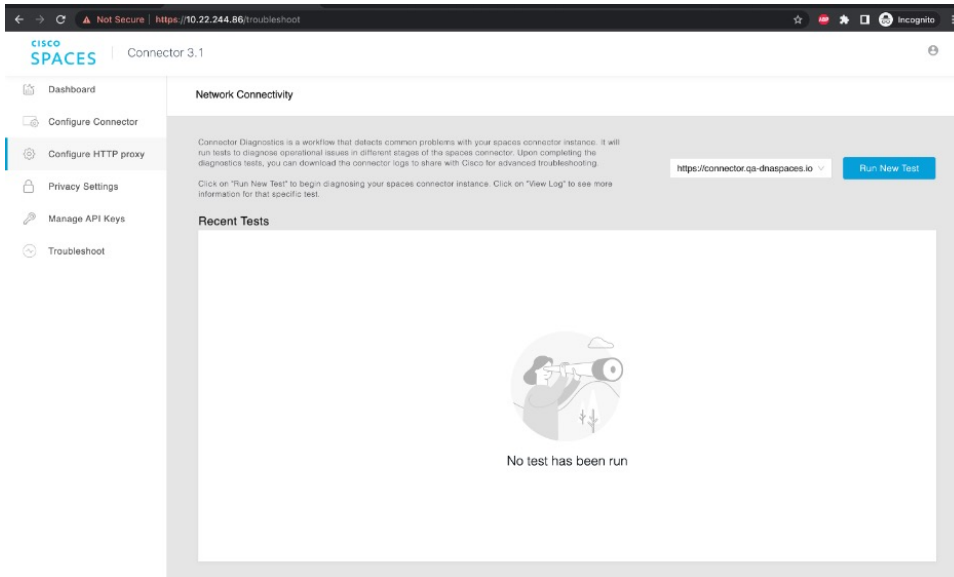 Not Secure https://10.22.244.86/troubleshoot
Incognito
CISCO
SPACES
Connector 3.1
Dashboard
Configure Connector
Configure HTTP proxy
Privacy Settings
Manage API Keys
Troubleshoot
Network Connectivity
Connector Diagnostics is a workflow that detects common problems with your spaces connector instance. It will
run tests to diagnose operational issues in different stages of the spaces connector. Upon completing the
diagnostics tests, you can download the connector logs to share with Cisco for advanced troubleshooting.
Click on "Run New Test" to begin diagnosing your spaces connector instance. Click on "View Log" to see more
information for that specific test.
https://connector.qa-dnaspaces.io
Run New Test
Recent Tests
No test has been run